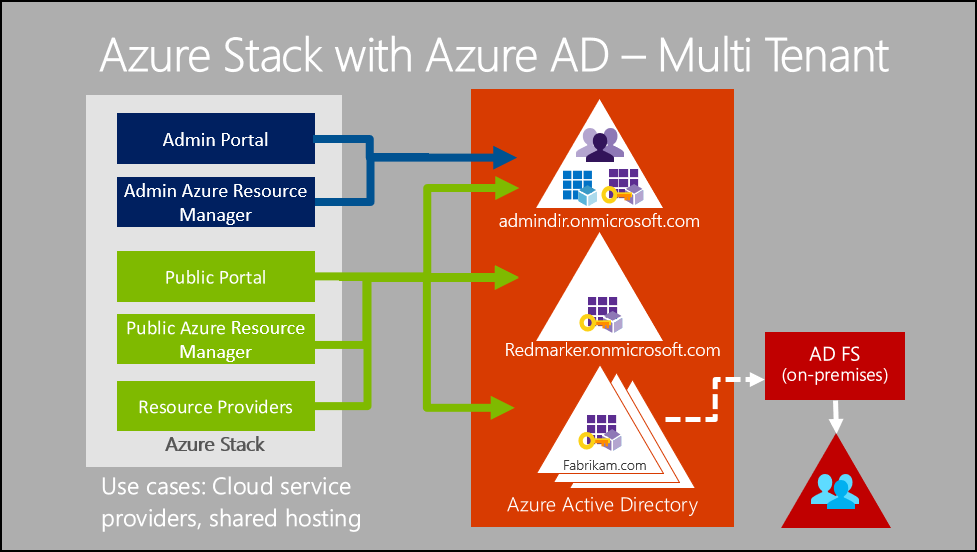 Azure Stack with Azure AD – Multi Tenant
Admin Portal
Admin Azure Resource
Manager
Public Portal
Public Azure Resource
Manager
Resource Providers
Azure Stack
Use cases: Cloud service
providers, shared hosting
admindir.onmicrosoft.com
Redmarker.onmicrosoft.com
Fabrikam.com
Azure Active Directory
AD FS
(on-premises)